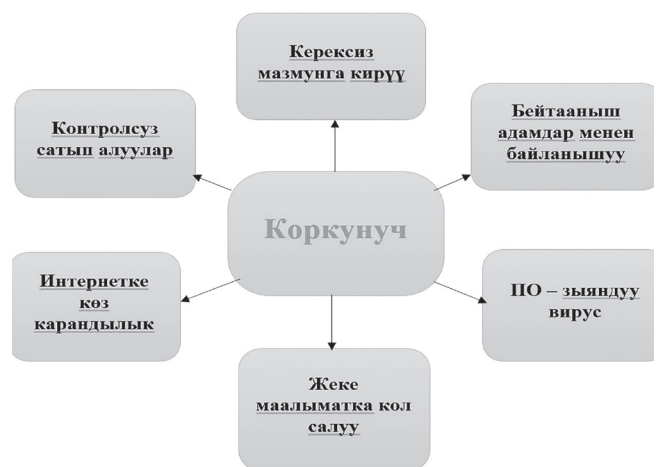 Керексиз
мазмунга кирүү
Контролсуз
сатып алуулар
Бейтааныш
адамдар менен
байланышуу
Коркунуч
Интернетке
көз
карандылык
ПО – зыяндуу
вирус
Жеке
маалыматка кол
салуу